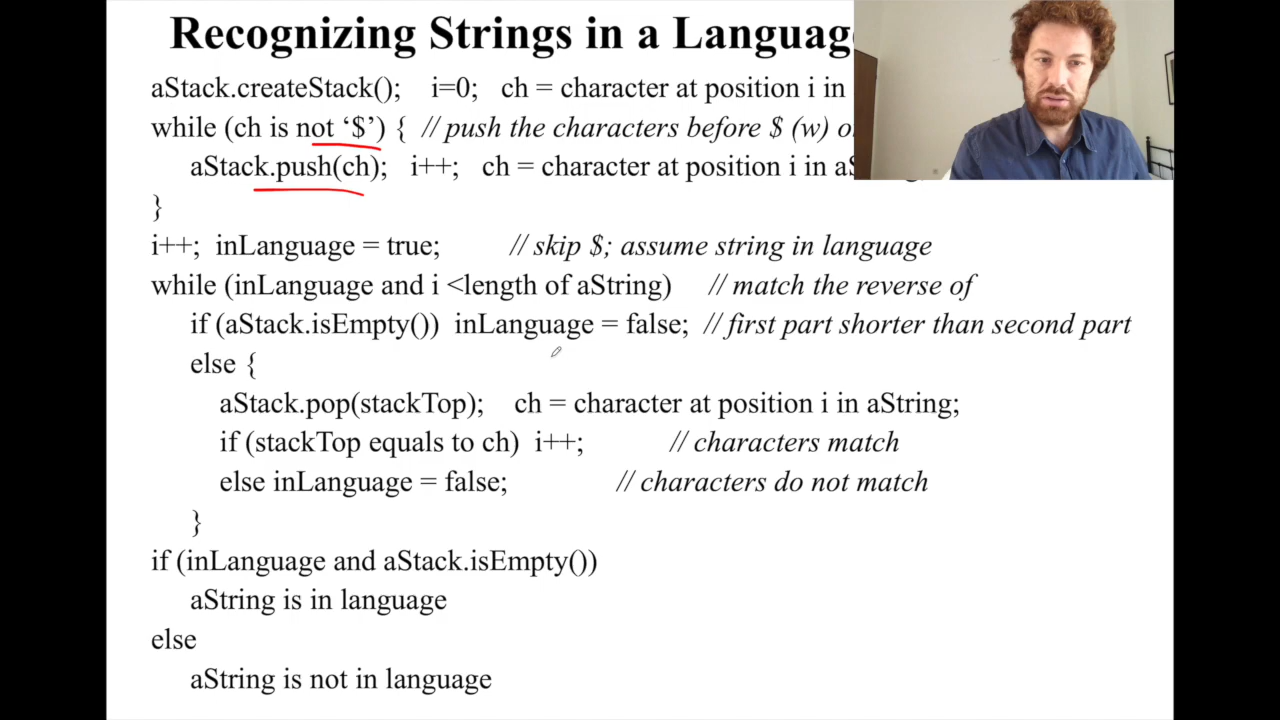 Recognizing Strings in a
aStack.createStack(); i=0; ch = character at position i in
while (ch is not ‘$’) { // push the characters before $ (w)
aStack.push(ch); i++; ch = character at position i in
}
i++; inLanguage = true; // skip $; assume string in language
while (inLanguage and i <length of aString) // match the reverse of
if (aStack.isEmpty()) inLanguage = false; // first part shorter than second part
else {
aStack.pop(stackTop); ch = character at position i in aString;
if (stackTop equals to ch) i++; // characters match
else inLanguage = false; // characters do not match
}
if (inLanguage and aStack.isEmpty())
aString is in language
else
aString is not in language